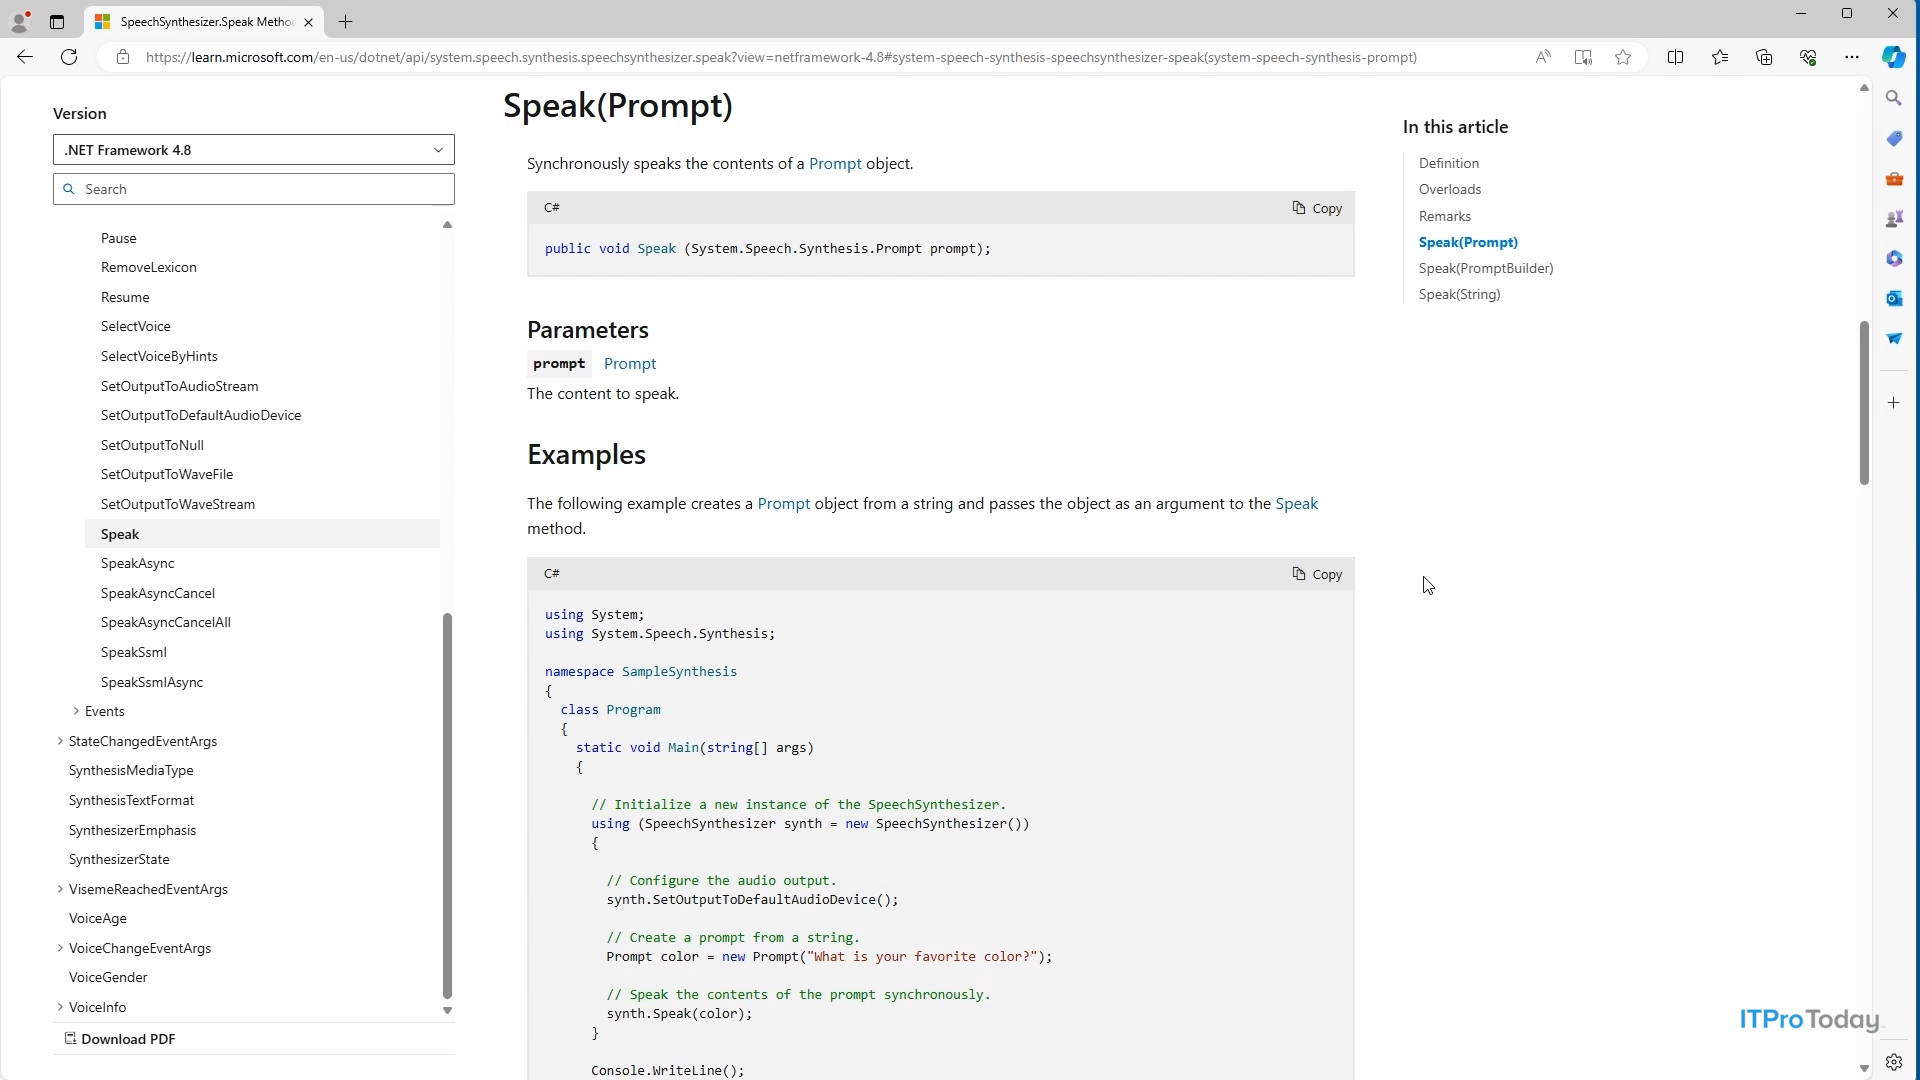 SpeechSynthesizer.Speak Metho
https://learn.microsoft.com/en-us/dotnet/api/system.speech.synthesis.speechsynthesizer.speak?view=netframework-4.8#system-speech-synthesis-speechsynthesizer-speak(system-speech-synthesis-prompt)
Version
.NET Framework 4.8
Search
Pause
RemoveLexicon
Resume
SelectVoice
SelectVoiceByHints
SetOutputToAudioStream
SetOutputToDefaultAudioDevice
SetOutputToNull
SetOutputToWaveFile
SetOutputToWaveStream
Speak
SpeakAsync
SpeakAsyncCancel
SpeakAsyncCancelAll
SpeakSsml
SpeakSsmlAsync
Events
StateChangedEventArgs
SynthesisMediaType
SynthesisTextFormat
SynthesizerEmphasis
SynthesizerState
VisemeReachedEventArgs
VoiceAge
VoiceChangeEventArgs
VoiceGender
VoiceInfo
Download PDF
Speak(Prompt)
Synchronously speaks the contents of a Prompt object.
C#
Copy
public void Speak (System.Speech.Synthesis.Prompt prompt);
Parameters
prompt Prompt
The content to speak.
Examples
The following example creates a Prompt object from a string and passes the object as an argument to the Speak
method.
C#
Copy
using System;
using System.Speech.Synthesis;
namespace SampleSynthesis
{
class Program
{
static void Main(string[] args)
{
// Initialize a new instance of the SpeechSynthesizer.
using (SpeechSynthesizer synth = new SpeechSynthesizer())
{
// Configure the audio output.
synth.SetOutputToDefaultAudioDevice();
// Create a prompt from a string.
Prompt color = new Prompt("What is your favorite color?");
// Speak the contents of the prompt synchronously.
synth.Speak(color);
}
Console.WriteLine();
In this article
Definition
Overloads
Remarks
Speak(Prompt)
Speak(PromptBuilder)
Speak(String)
ITProToday